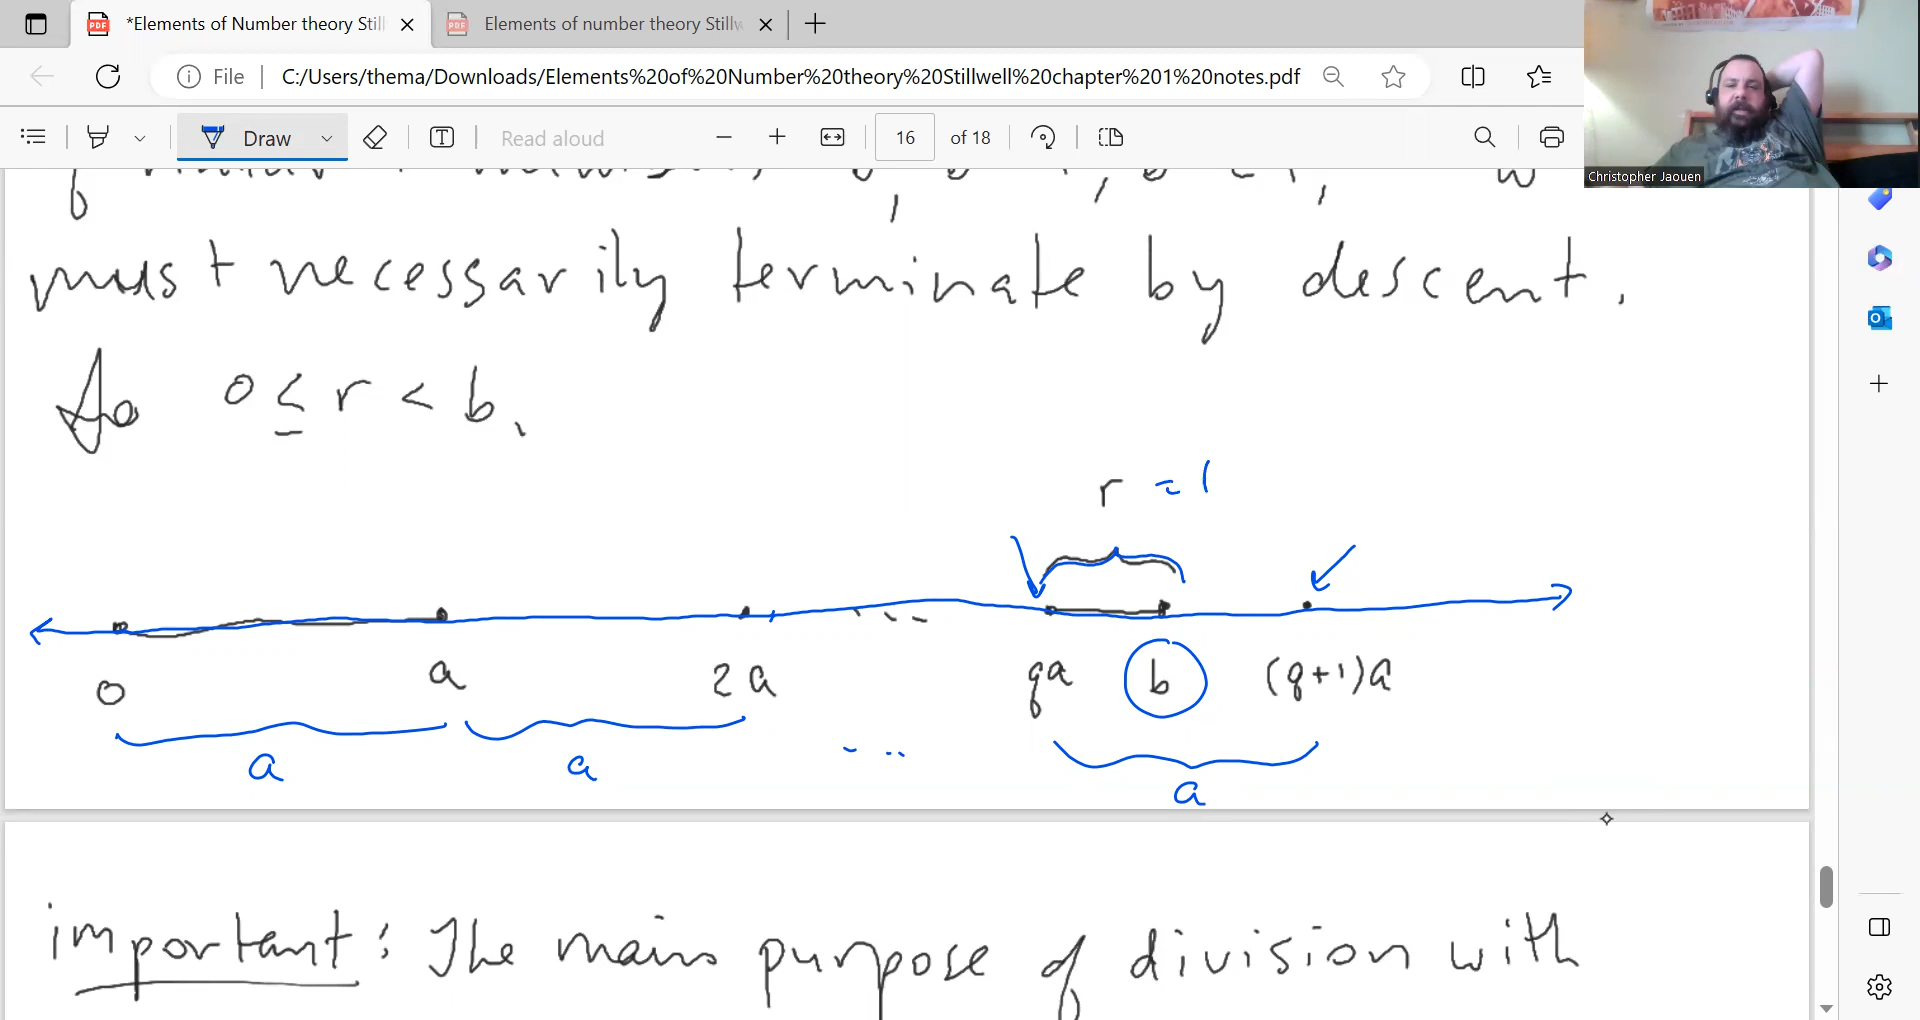 *Elements of Number theory Still
Elements of number theory Stillw
File
C:/Users/thema/Downloads/Elements%20of%20Number%20theory%20Stillwell%20chapter%201%20notes.pdf
Draw
T
Read aloud
16 of 18
Christopher Jaouen
must necessarily terminate by descent.
So 0 ≤ r < b.
r = 1
0 a 2a ... qa b (q+1)a
a a ... a
important: The main purpose of division with